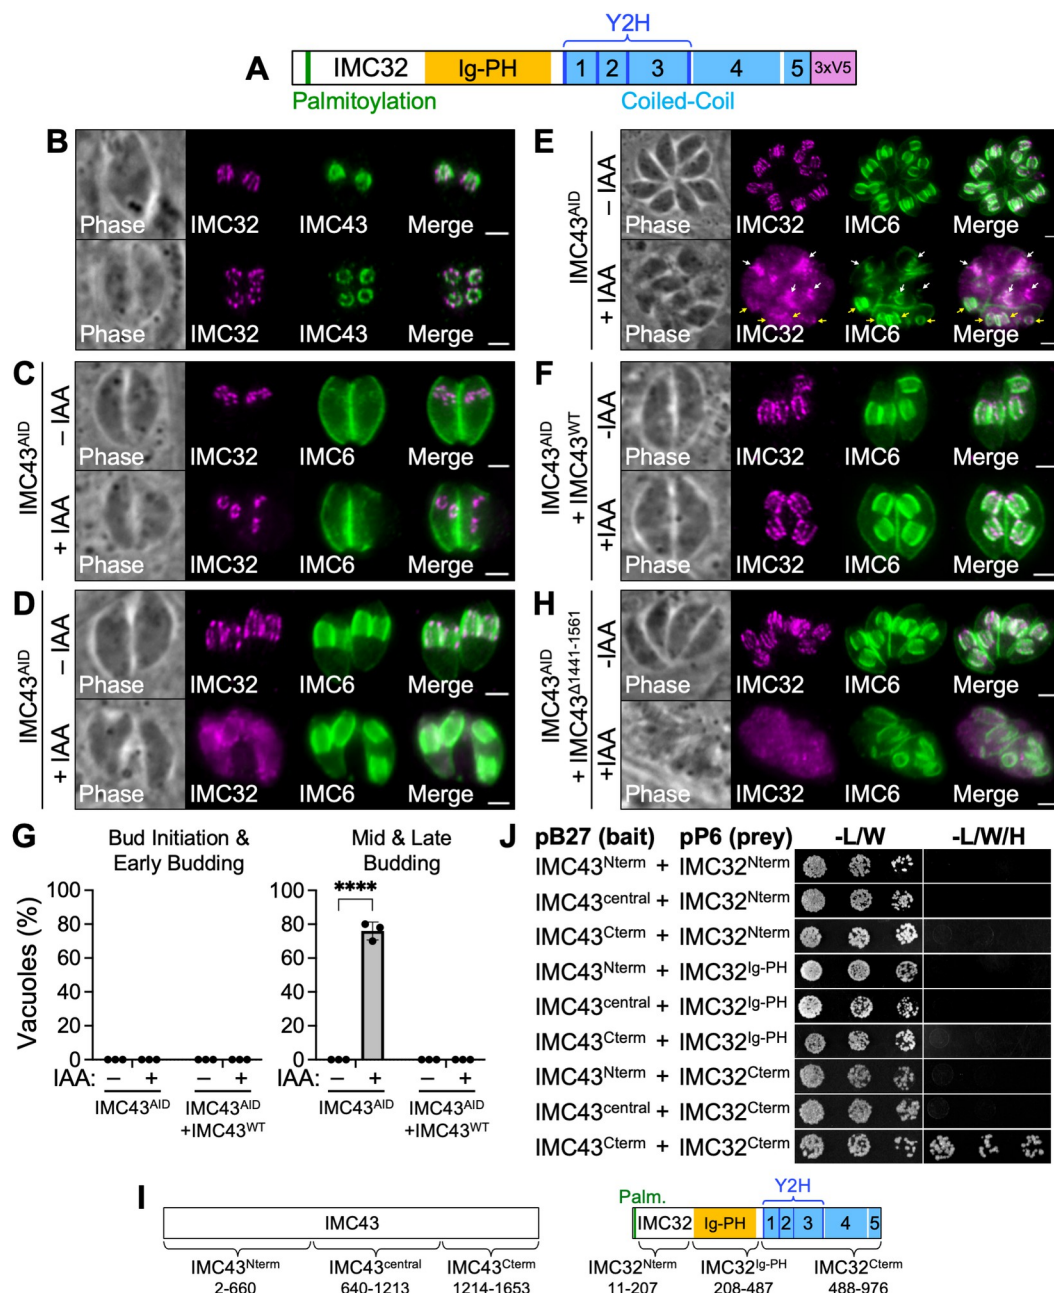 A
Y2H
IMC32 Ig-PH 1 2 3 4 5 3xV5
Palmitoylation Coiled-Coil
B
Phase IMC32 IMC43 Merge
Phase IMC32 IMC43 Merge
C
IMC43AID
– IAA
Phase IMC32 IMC6 Merge
+ IAA
Phase IMC32 IMC6 Merge
D
IMC43AID
– IAA
Phase IMC32 IMC6 Merge
+ IAA
Phase IMC32 IMC6 Merge
E
IMC43AID
– IAA
Phase IMC32 IMC6 Merge
+ IAA
Phase IMC32 IMC6 Merge
F
IMC43AID
+ IMC43WT
-IAA
Phase IMC32 IMC6 Merge
+IAA
Phase IMC32 IMC6 Merge
H
IMC43AID
+ IMC43Δ1441-1561
-IAA
Phase IMC32 IMC6 Merge
+IAA
Phase IMC32 IMC6 Merge
G
Bud Initiation &
Early Budding
Vacuoles (%)
100
80
60
40
20
0
IAA: – + – +
IMC43AID IMC43AID
+IMC43WT
Mid & Late
Budding
100
80
60
40
20
0
****
IAA: – + – +
IMC43AID IMC43AID
+IMC43WT
J
pB27 (bait) pP6 (prey) -L/W -L/W/H
IMC43Nterm + IMC32Nterm
IMC43central + IMC32Nterm
IMC43Cterm + IMC32Nterm
IMC43Nterm + IMC32Ig-PH
IMC43central + IMC32Ig-PH
IMC43Cterm + IMC32Ig-PH
IMC43Nterm + IMC32Cterm
IMC43central + IMC32Cterm
IMC43Cterm + IMC32Cterm
I
IMC43
IMC43Nterm IMC43central IMC43Cterm
2-660 640-1213 1214-1653
Palm. Y2H
IMC32 Ig-PH 1 2 3 4 5
IMC32Nterm IMC32Ig-PH IMC32Cterm
11-207 208-487 488-976